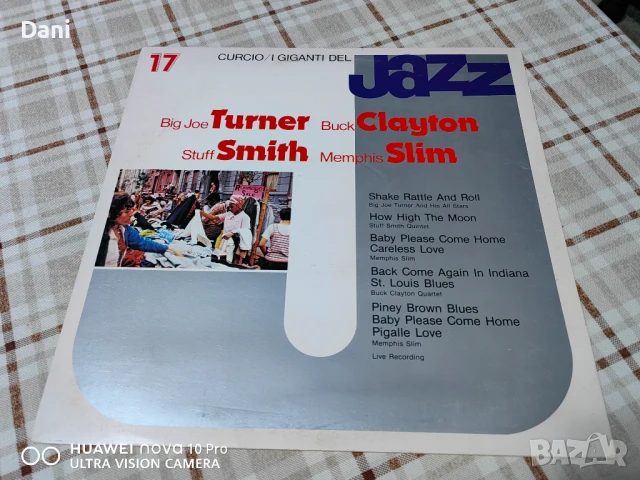 Dani
17
CURCIO/I GIGANTI DEL
Jazz
Big Joe Turner Buck Clayton
Stuff Smith Memphis Slim
Shake Rattle And Roll
Big Joe Turner And His All Stars
How High The Moon
Stuff Smith Quintet
Baby Please Come Home
Careless Love
Memphis Slim
Back Come Again In Indiana
St. Louis Blues
Buck Clayton Quartet
Piney Brown Blues
Baby Please Come Home
Pigalle Love
Memphis Slim
Live Recording
HUAWEI nova 10 Pro
ULTRA VISION CAMERA
BAZAR